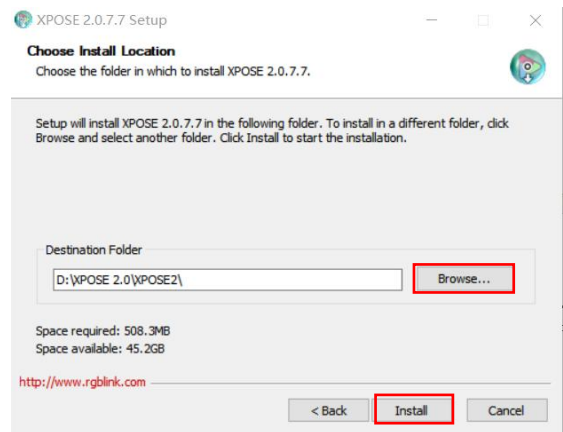 XPOSE 2.0.7.7 Setup
Choose Install Location
Choose the folder in which to install XPOSE 2.0.7.7.
Setup will install XPOSE 2.0.7.7 in the following folder. To install in a different folder, click
Browse and select another folder. Click Install to start the installation.
Destination Folder
D:\XPOSE 2.0\XPOSE2\
Browse...
Space required: 508.3MB
Space available: 45.2GB
http://www.rgblink.com
< Back
Install
Cancel